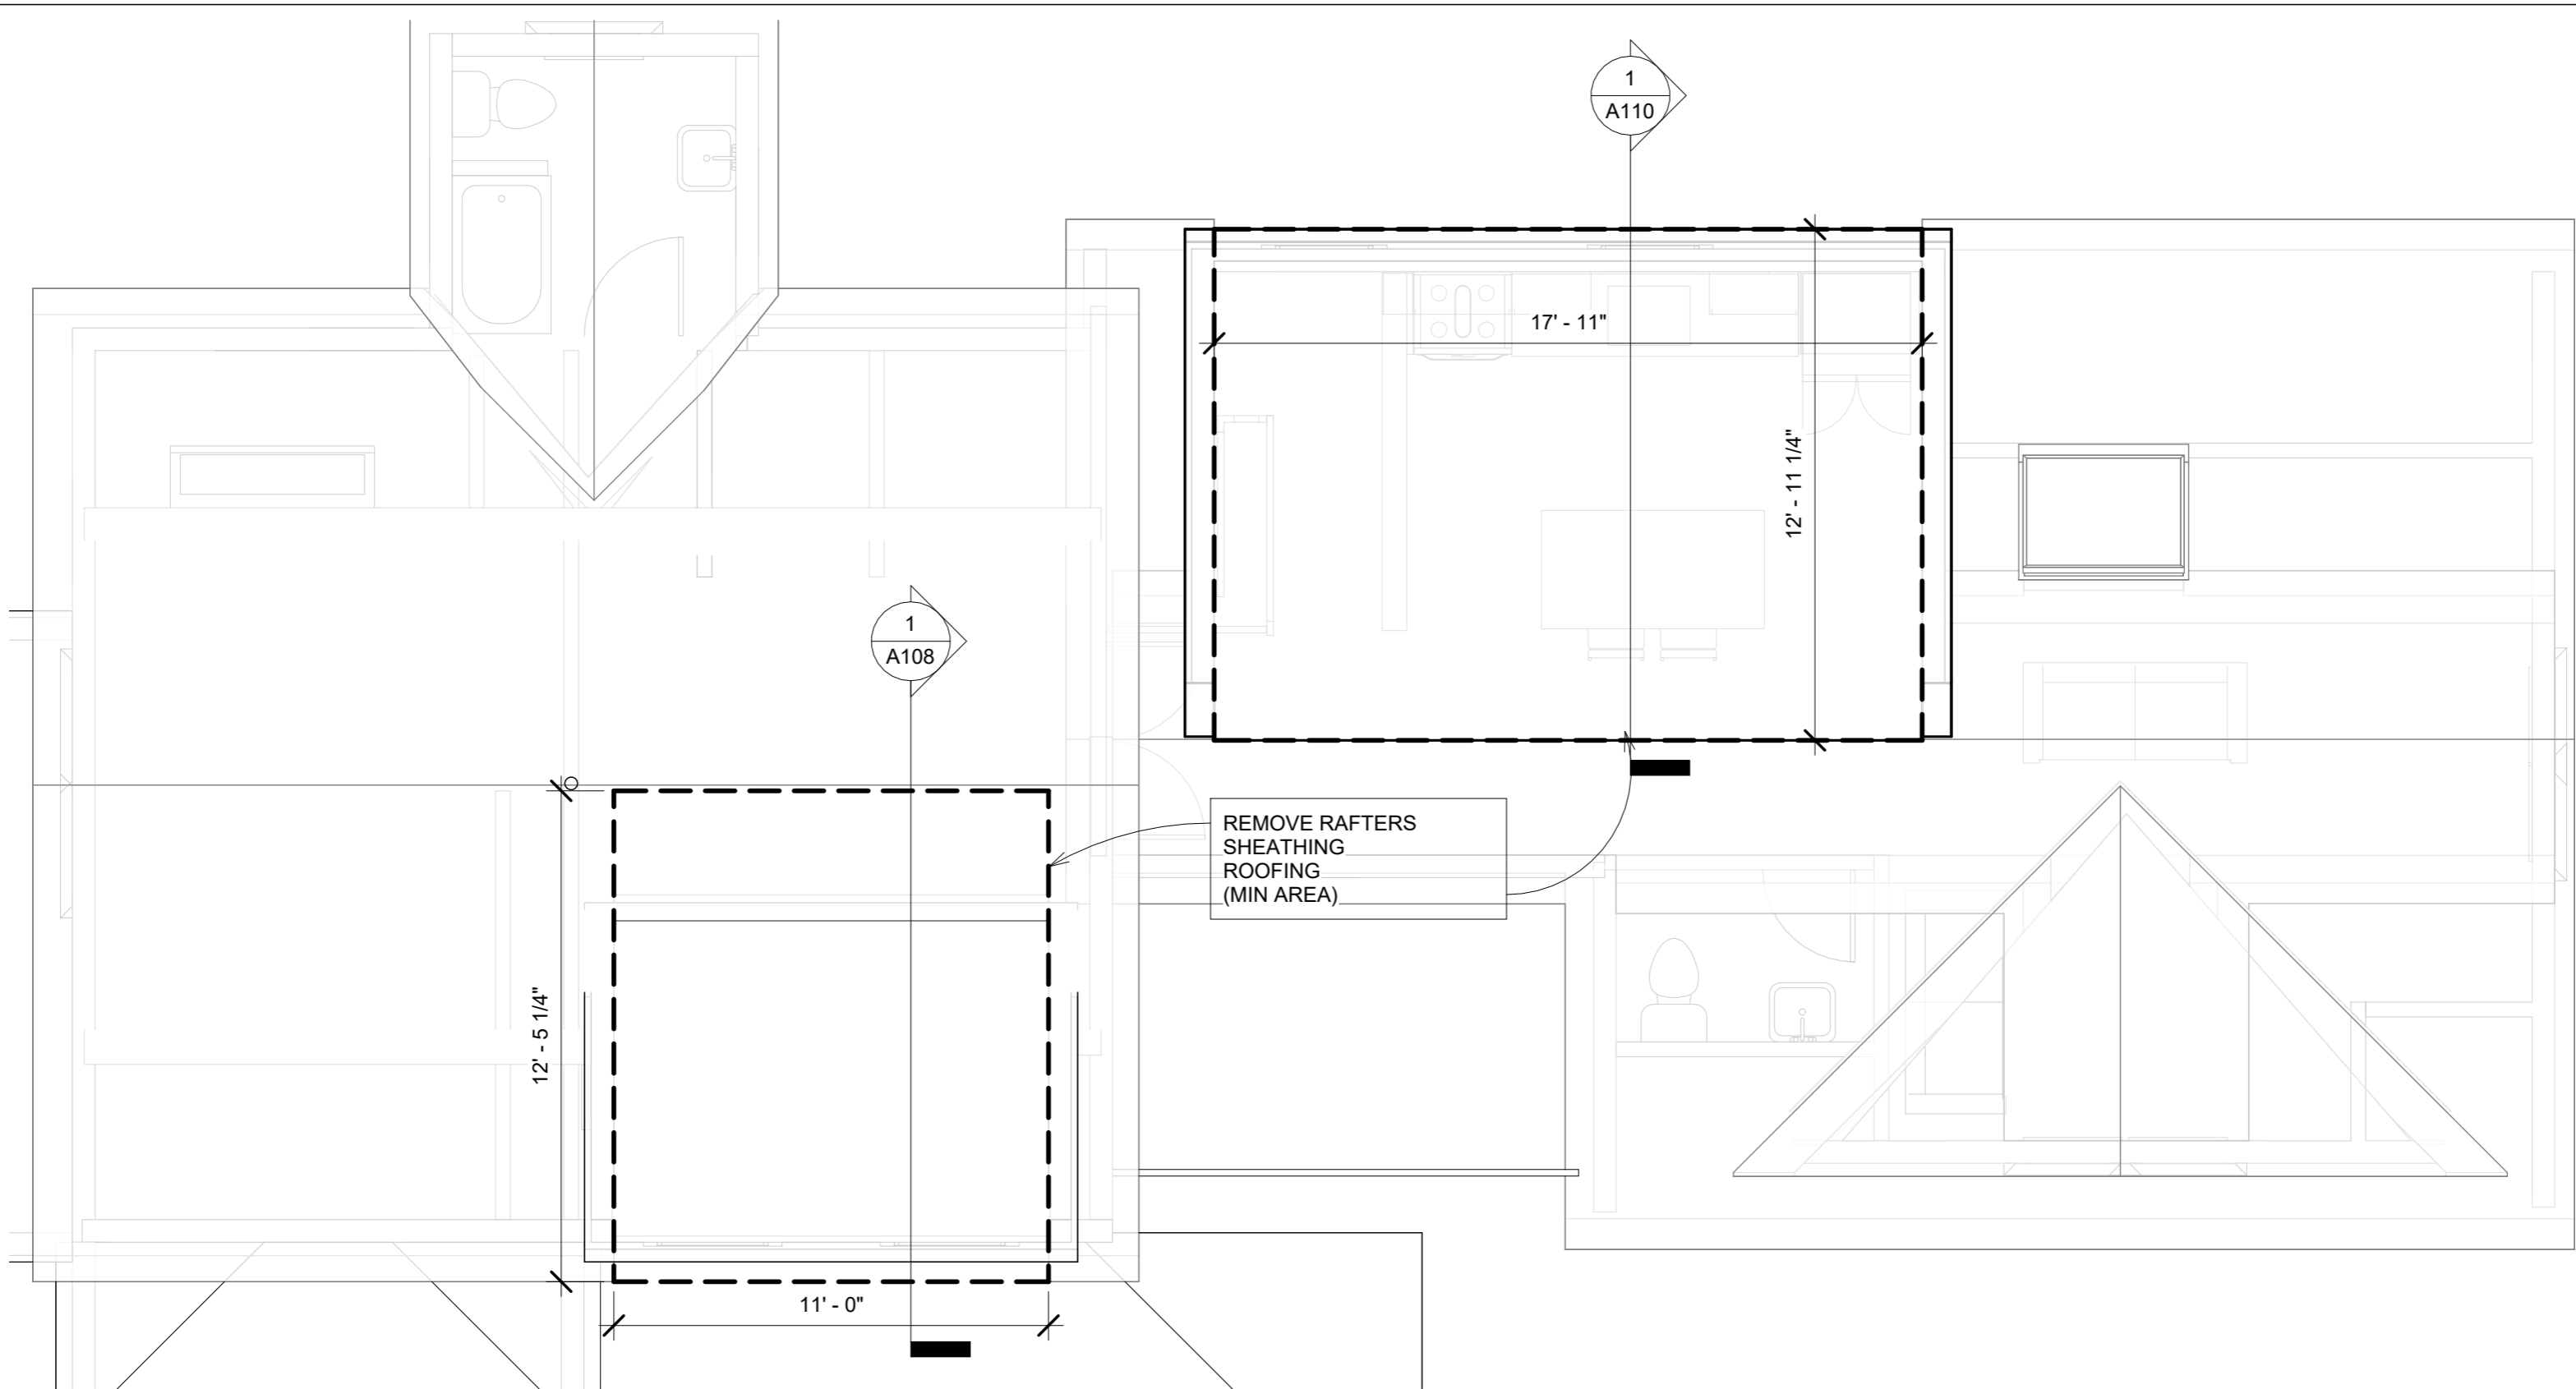 1
A110
17' - 11"
12' - 11 1/4"
1
A108
REMOVE RAFTERS
SHEATHING
ROOFING
(MIN AREA)
12' - 5 1/4"
11' - 0"